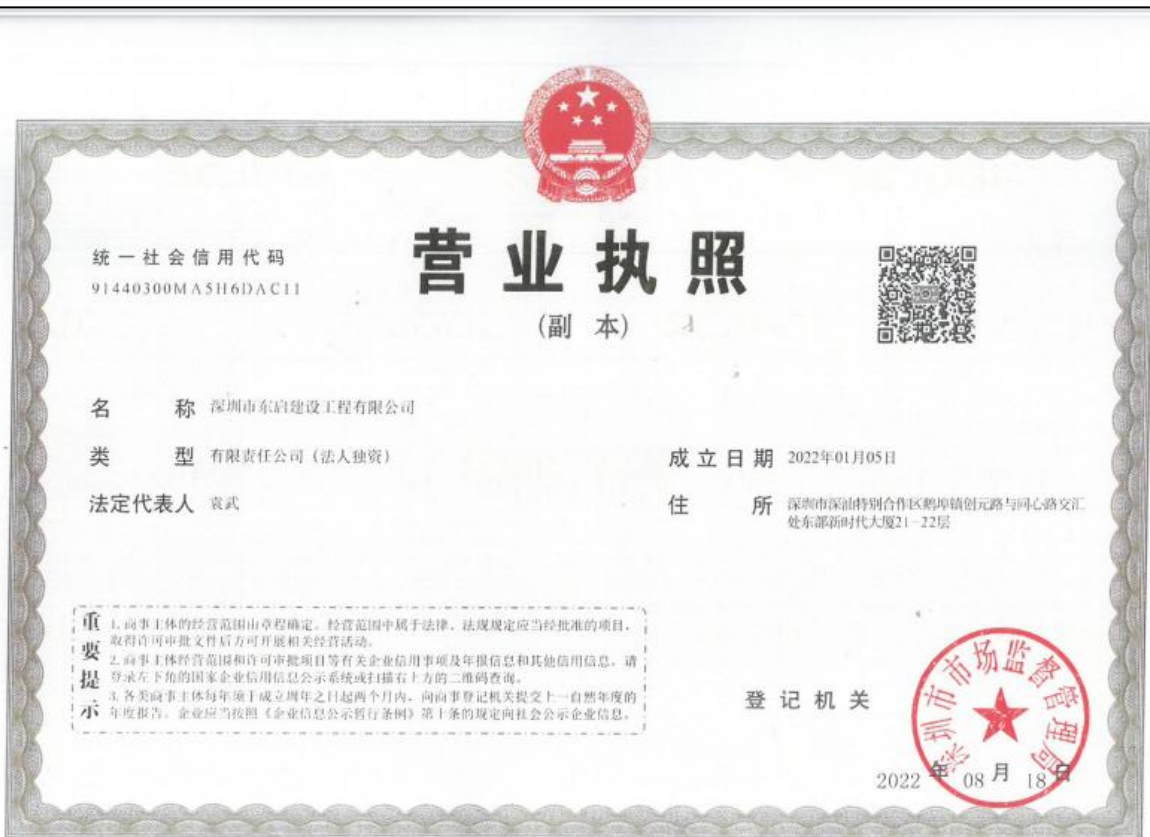 统一社会信用代码
91440300MA5H6DAC11
营业执照
(副 本)
名 称 深圳市东启建设工程有限公司
类 型 有限责任公司（法人独资）
法定代表人 袁武
成立日期 2022年01月05日
住 所 深圳市深汕特别合作区鹅埠镇创元路与同心路交汇
处东部新时代大厦21-22层
重要提示
1. 商事主体的经营范围由章程确定。经营范围中属于法律、法规规定应当经批准的项目，
取得许可审批文件后方可开展相关经营活动。
2. 商事主体经营范围和许可审批项目等有关企业信用事项及年报信息和其他信用信息，请
登录左下角的国家企业信用信息公示系统或扫描右上方的二维码查询。
3. 各类商事主体每年须于成立周年之日起两个月内，向商事登记机关提交上一自然年度的
年度报告。企业应当按照《企业信息公示暂行条例》第十条的规定向社会公示企业信息。
登记机关
深圳市市场监督管理局
2022 年 08 月 18 日